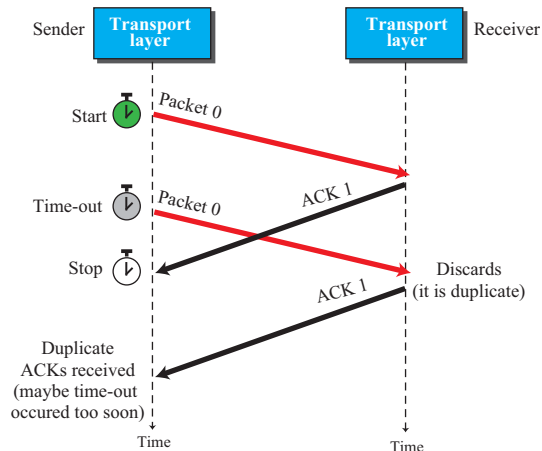 Sender
Transport
layer
Transport
layer
Receiver
Start
Packet 0
ACK 1
Time-out
Packet 0
Stop
ACK 1
Discards
(it is duplicate)
Duplicate
ACKs received
(maybe time-out
occured too soon)
Time
Time